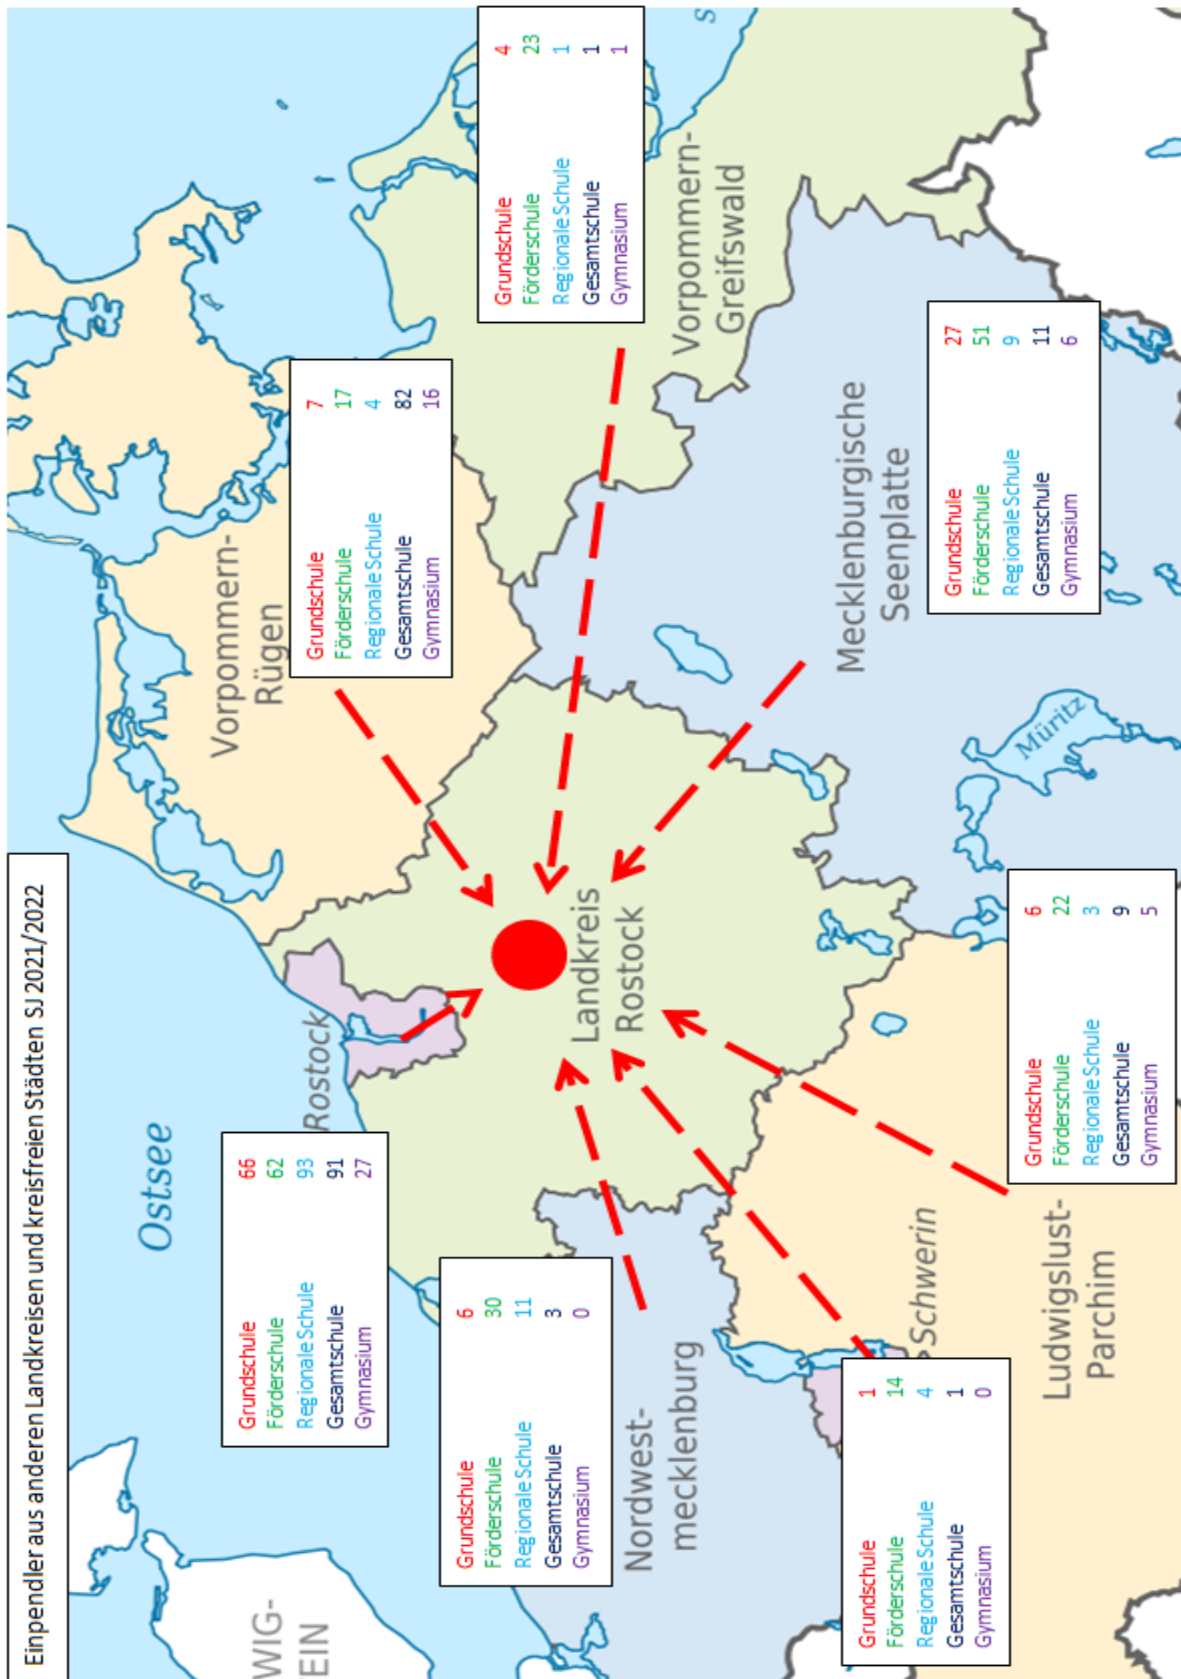 Einpendler aus anderen Landkreisen und kreisfreien Städten SJ 2021/2022
Ostsee
WIG-
EIN
Rostock
Grundschule 66
Förderschule 62
Regionale Schule 93
Gesamtschule 91
Gymnasium 27
Vorpommern-
Rügen
Grundschule 7
Förderschule 17
Regionale Schule 4
Gesamtschule 82
Gymnasium 16
Grundschule 4
Förderschule 23
Regionale Schule 1
Gesamtschule 1
Gymnasium 1
Vorpommern-
Greifswald
Grundschule 6
Förderschule 30
Regionale Schule 11
Gesamtschule 3
Gymnasium 0
Nordwest-
mecklenburg
Landkreis
Rostock
Mecklenburgische
Seenplatte
Grundschule 27
Förderschule 51
Regionale Schule 9
Gesamtschule 11
Gymnasium 6
Grundschule 1
Förderschule 14
Regionale Schule 4
Gesamtschule 1
Gymnasium 0
Schwerin
Müritz
Ludwigslust-
Parchim
Grundschule 6
Förderschule 22
Regionale Schule 3
Gesamtschule 9
Gymnasium 5